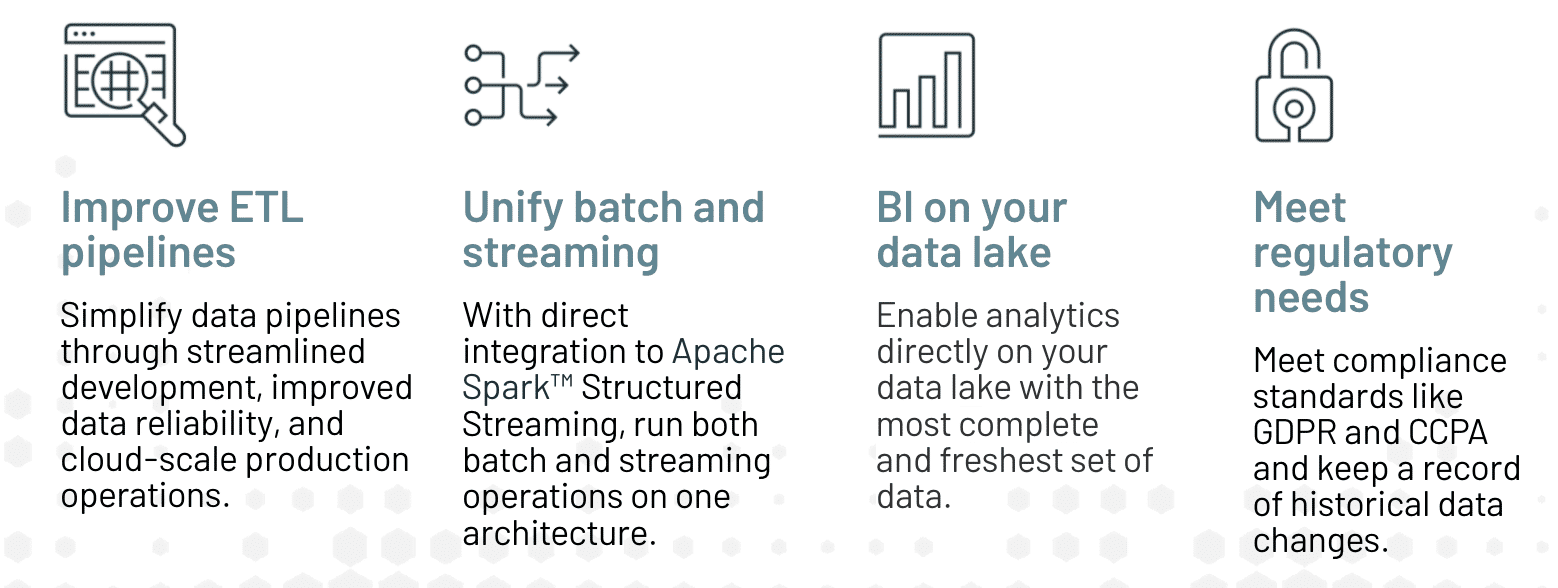 Improve ETL
pipelines
Simplify data pipelines
through streamlined
development, improved
data reliability, and
cloud-scale production
operations.
Unify batch and
streaming
With direct
integration to Apache
Spark™ Structured
Streaming, run both
batch and streaming
operations on one
architecture.
BI on your
data lake
Enable analytics
directly on your
data lake with the
most complete
and freshest set of
data.
Meet
regulatory
needs
Meet compliance
standards like
GDPR and CCPA
and keep a record
of historical data
changes.